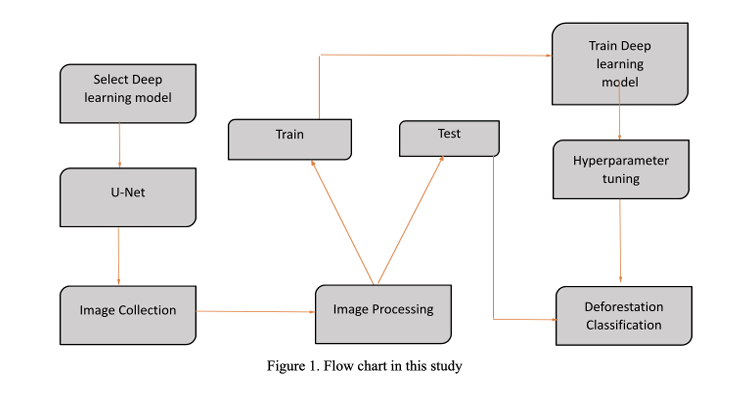 Select Deep
learning model
U-Net
Image Collection
Image Processing
Train
Test
Train Deep
learning
model
Hyperparameter
tuning
Deforestation
Classification
Figure 1. Flow chart in this study